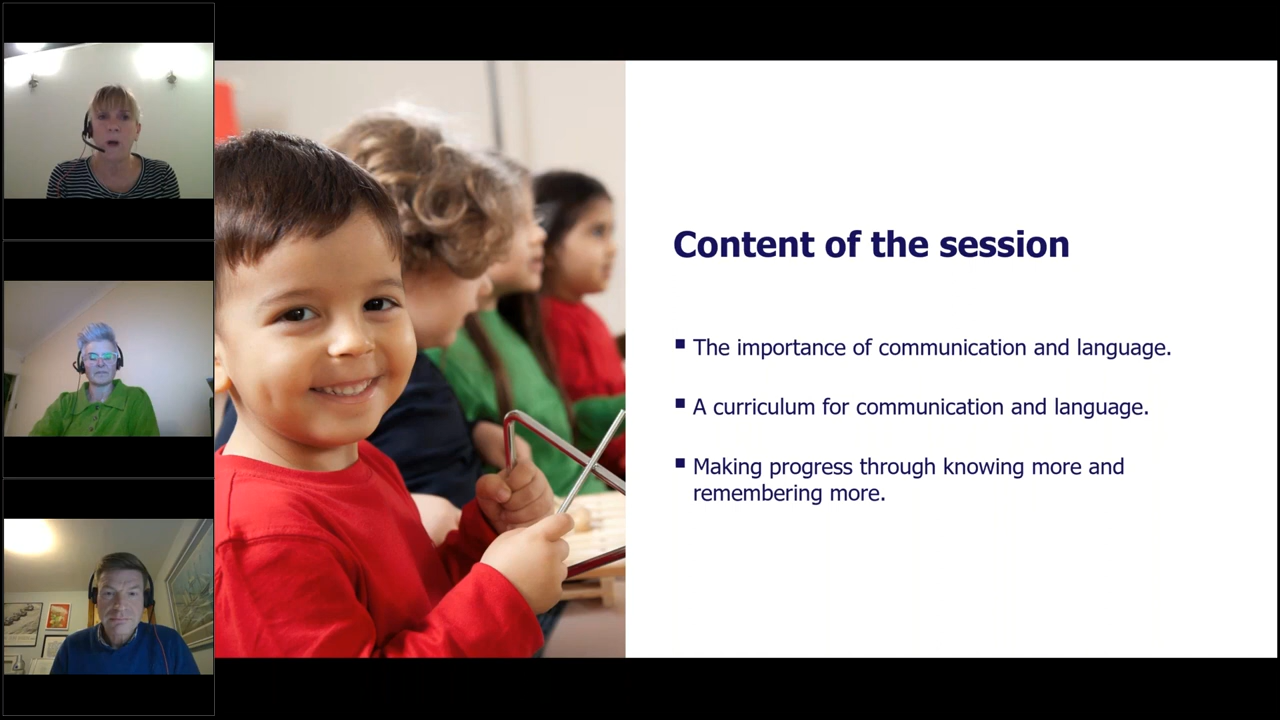 Content of the session
▪ The importance of communication and language.
▪ A curriculum for communication and language.
▪ Making progress through knowing more and
remembering more.